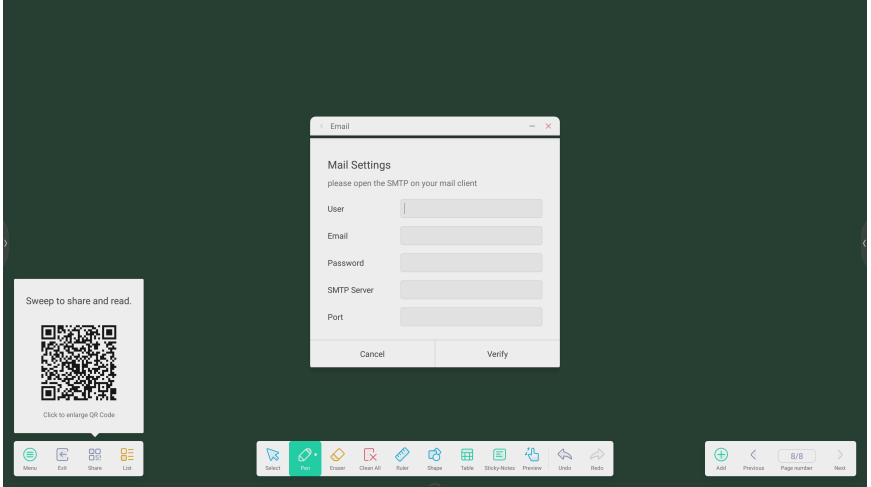 Email
Mail Settings
please open the SMTP on your mail client
User
Email
Password
SMTP Server
Port
Cancel Verify
Sweep to share and read.
Click to enlarge QR Code
Menu Exit Share List
Select Pen Eraser Clean All Ruler Shape Table Sticky-Notes Preview Undo Redo
8/8
Add Previous Page number Next